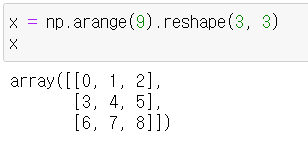 x = np.arange(9).reshape(3, 3)
x
array([[0, 1, 2],
       [3, 4, 5],
       [6, 7, 8]])